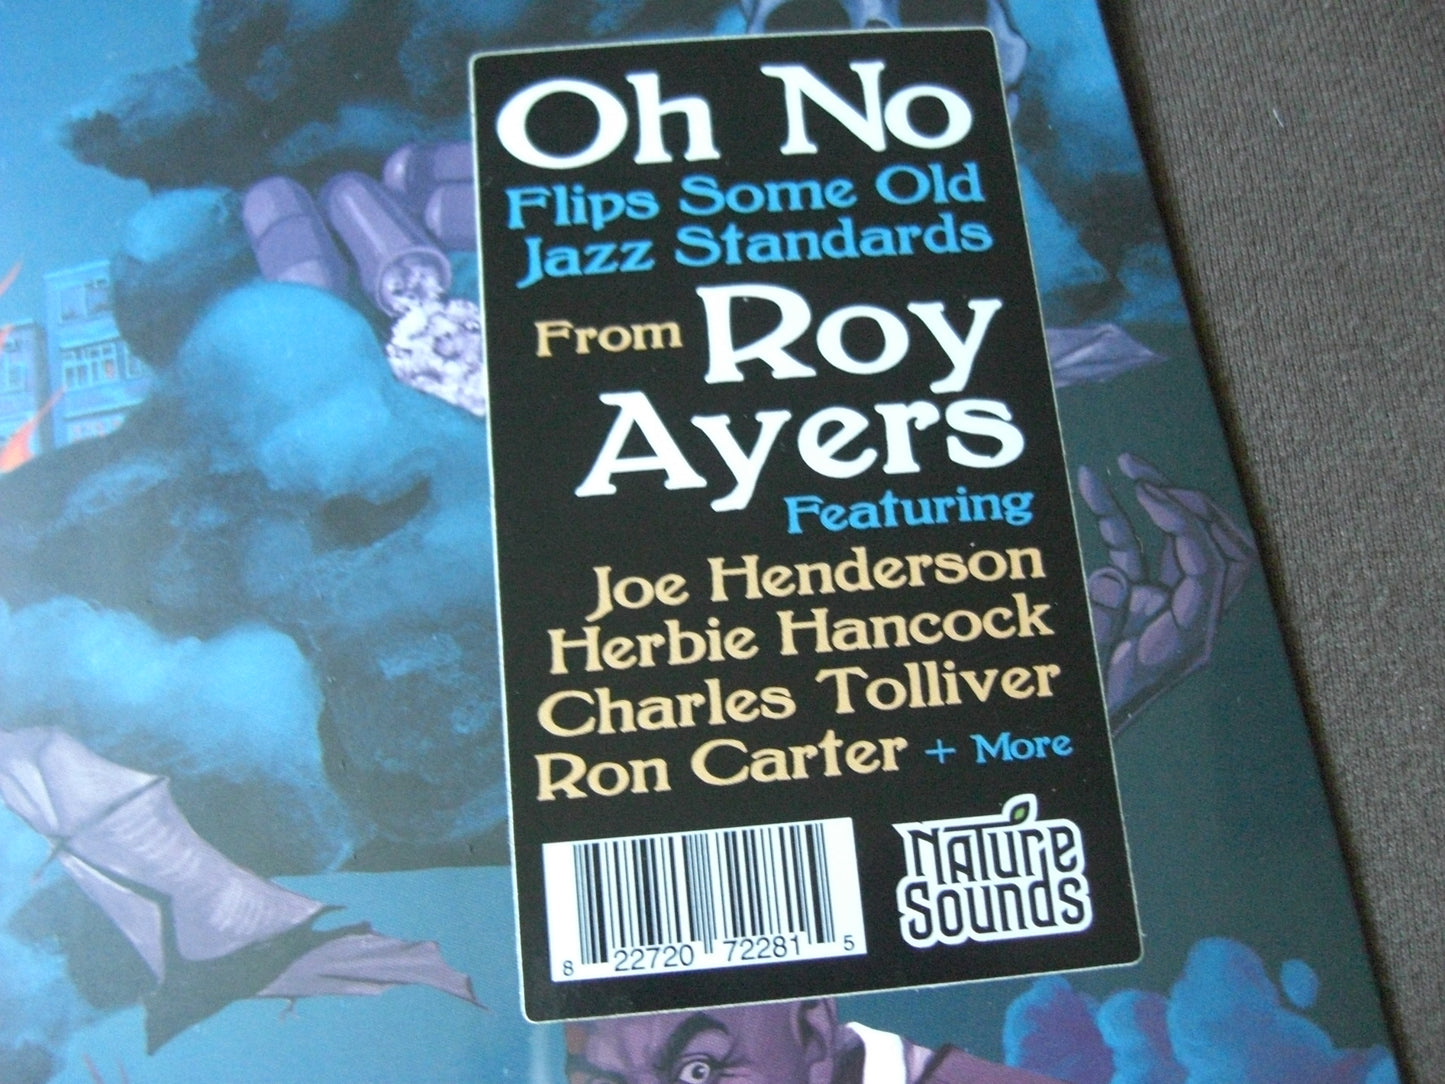 Oh No
Flips Some Old
Jazz Standards
From Roy
Ayers
Featuring
Joe Henderson
Herbie Hancock
Charles Tolliver
Ron Carter + More
8 22720 72281 5
Nature
Sounds